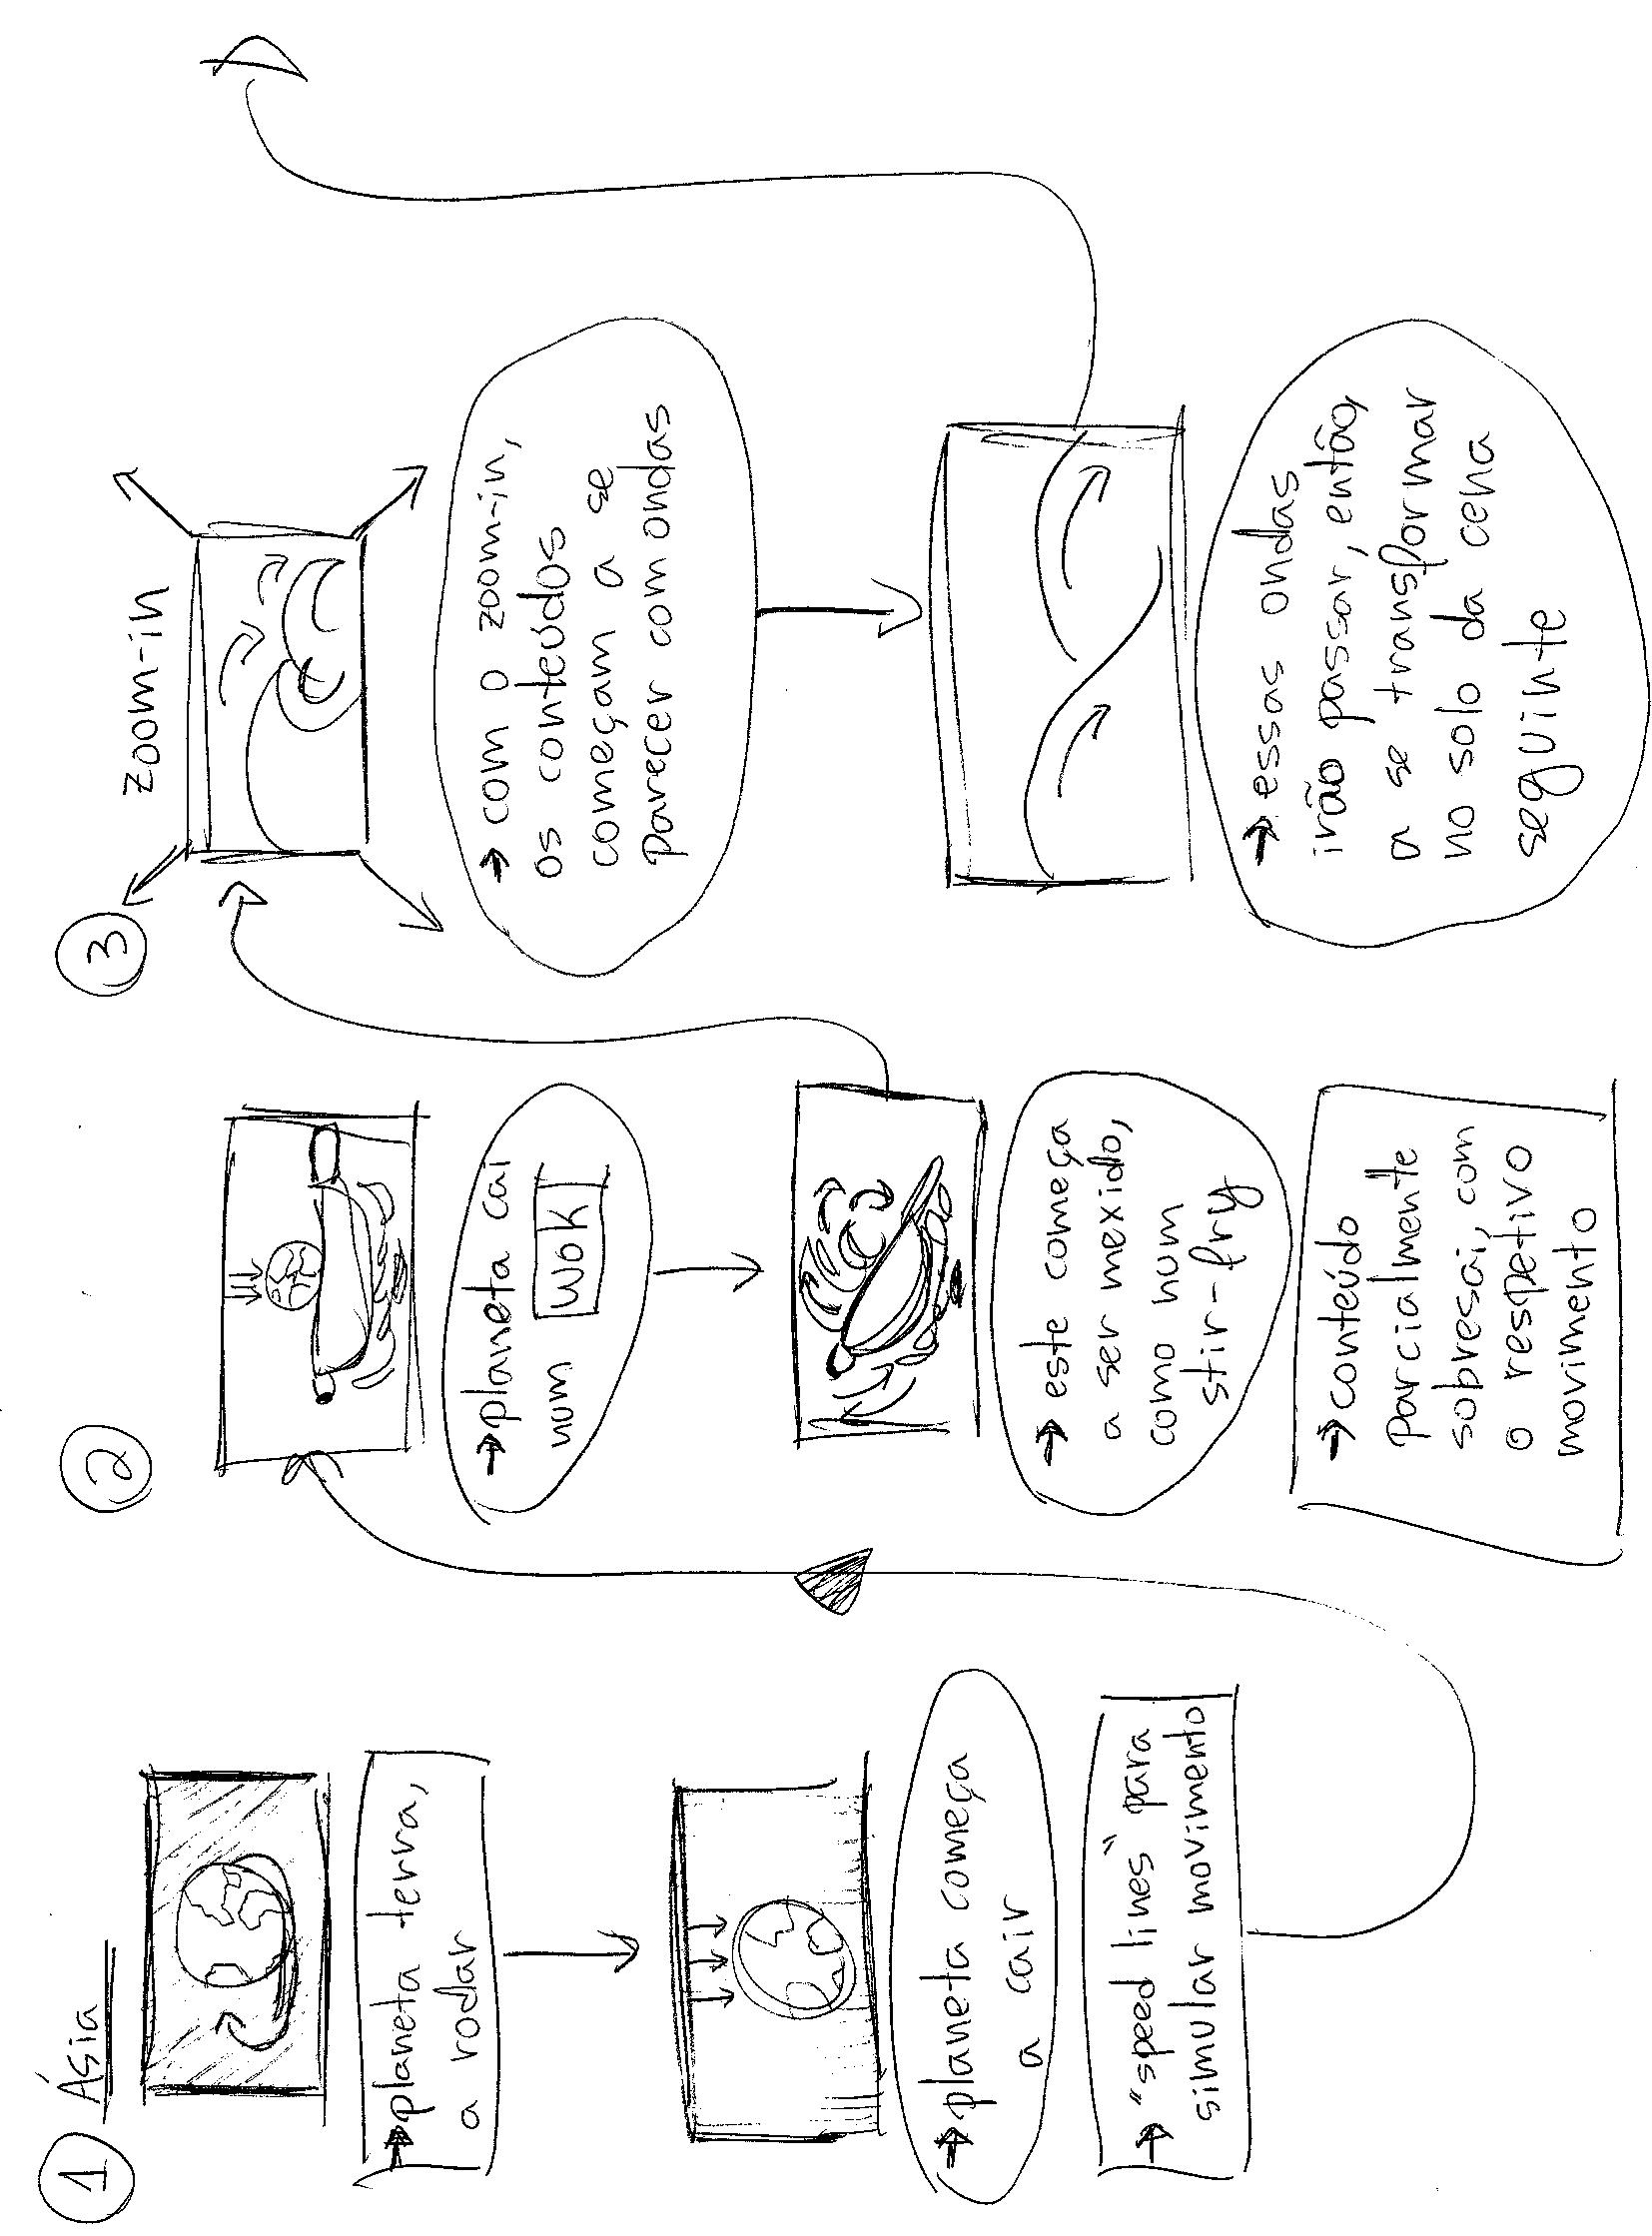 1 Ásia
→planeta terra,
a rodar
→planeta começa
a cair
→"speed lines" para
simular movimento
2
→planeta cai
num wok
→este começa
a ser mexido,
como num
stir-fry
→conteúdo
parcialmente
sobresai, com
o respetivo
movimento
3
zoom-in
→com o zoom-in,
os conteúdos
começam a se
parecer com ondas
→essas ondas
irão passar, então,
a se transformar
no solo da cena
seguinte